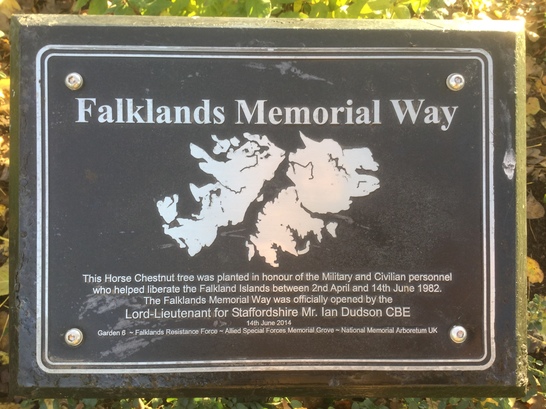 Falklands Memorial Way
This Horse Chestnut tree was planted in honour of the Military and Civilian personnel
who helped liberate the Falkland Islands between 2nd April and 14th June 1982.
The Falklands Memorial Way was officially opened by the
Lord-Lieutenant for Staffordshire Mr. Ian Dudson CBE
14th June 2014
Garden 6 ~ Falklands Resistance Force ~ Allied Special Forces Memorial Grove ~ National Memorial Arboretum UK